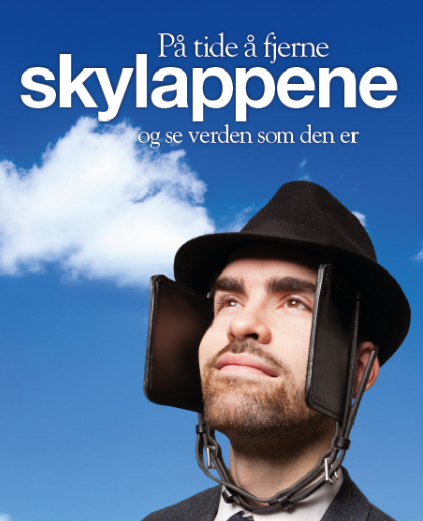 På tide å fjerne
skylappene
og se verden som den er